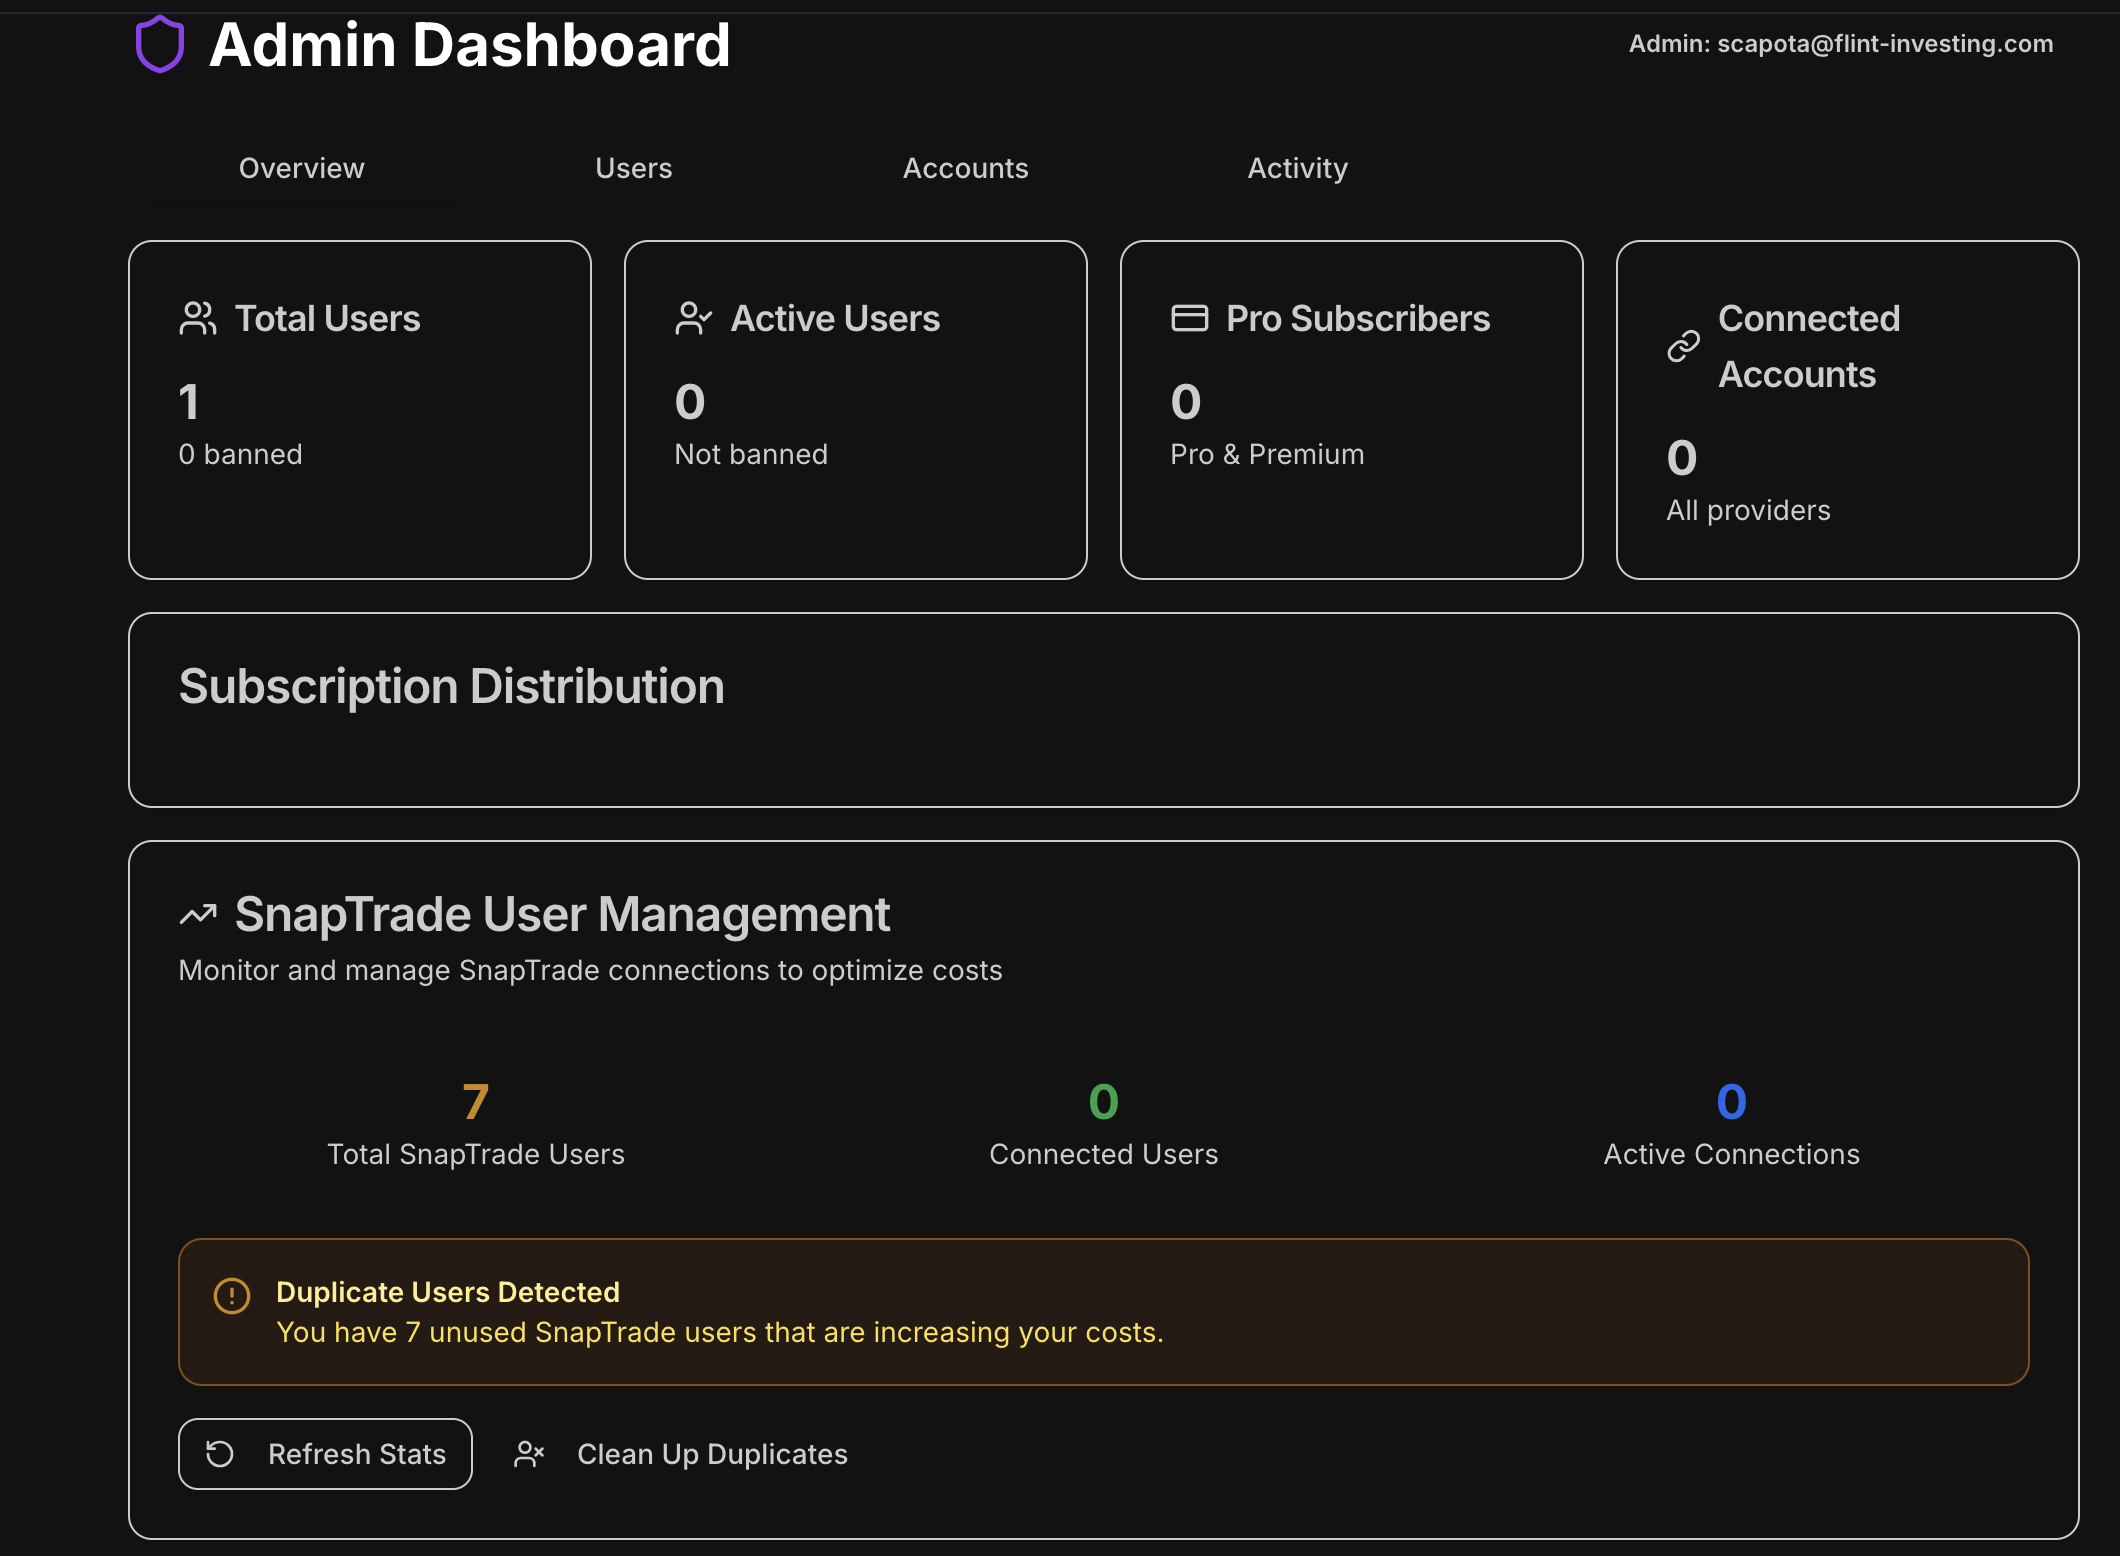 Admin Dashboard
Admin: scapota@flint-investing.com
Overview
Users
Accounts
Activity
Total Users
1
0 banned
Active Users
0
Not banned
Pro Subscribers
0
Pro & Premium
Connected
Accounts
0
All providers
Subscription Distribution
SnapTrade User Management
Monitor and manage SnapTrade connections to optimize costs
7
Total SnapTrade Users
0
Connected Users
0
Active Connections
Duplicate Users Detected
You have 7 unused SnapTrade users that are increasing your costs.
Refresh Stats
Clean Up Duplicates